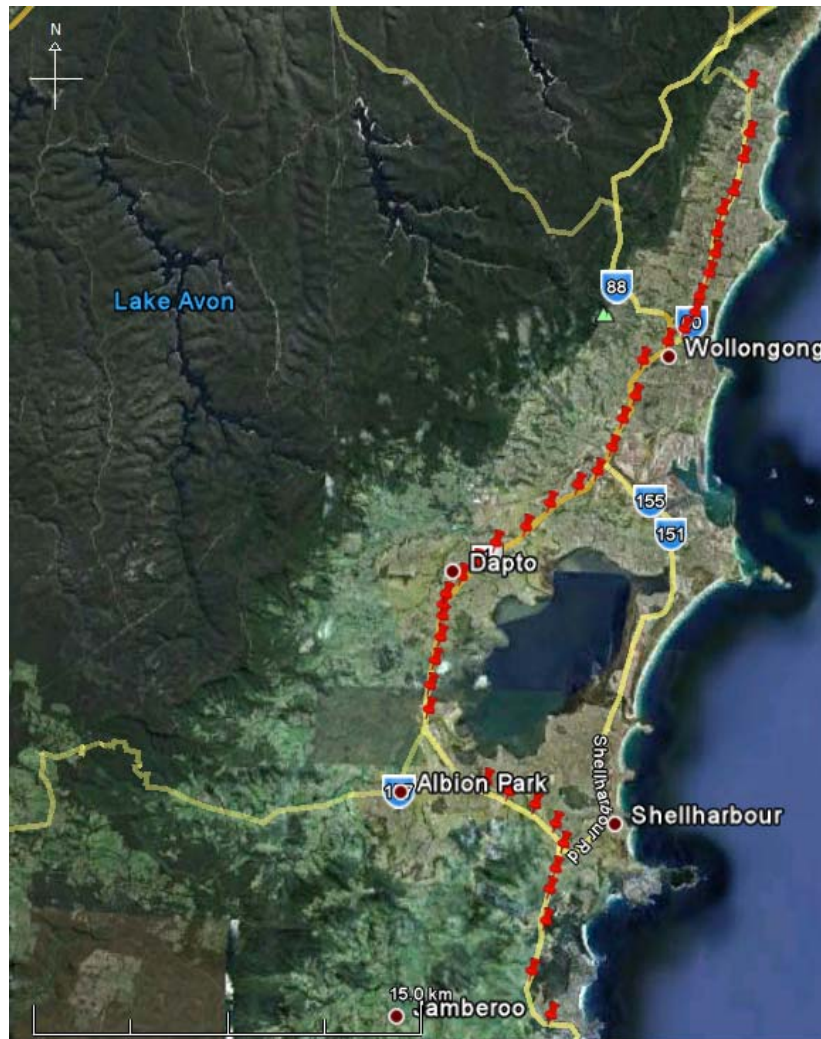 N
Lake Avon
88
Wollongong
155
151
Dapto
Albion Park
Shellharbour Rd
Shellharbour
15.0 km
Jamberoo